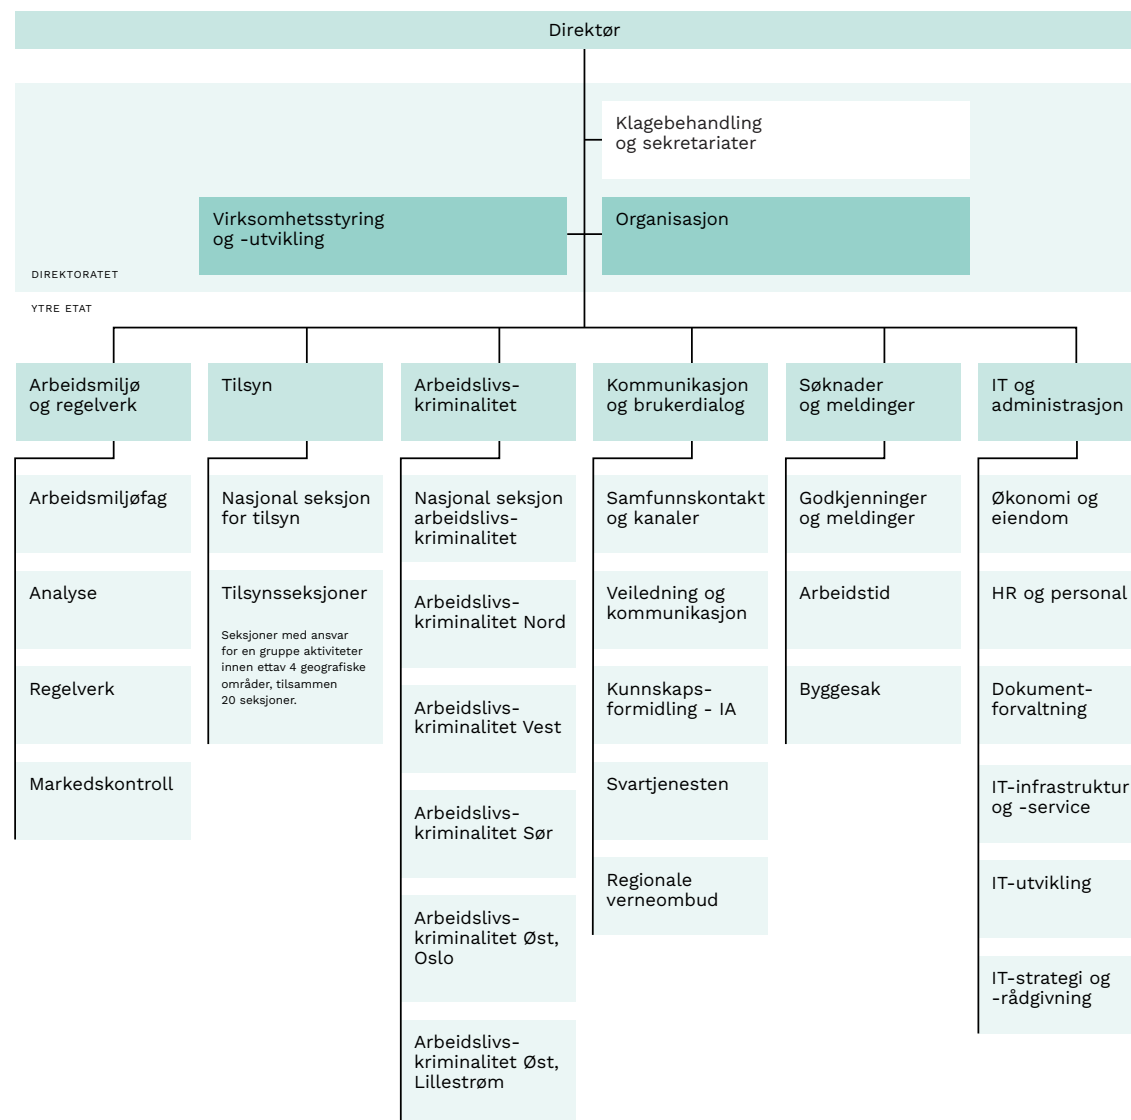 Direktør
Klagebehandling
og sekretariater
Virksomhetsstyring
og -utvikling
Organisasjon
DIREKTORATET
YTRE ETAT
Arbeidsmiljø
og regelverk
Arbeidsmiljøfag
Analyse
Regelverk
Markedskontroll
Tilsyn
Nasjonal seksjon
for tilsyn
Tilsynsseksjoner
Seksjoner med ansvar
for en gruppe aktiviteter
innen ettav 4 geografiske
områder, tilsammen
20 seksjoner.
Arbeidslivs-
kriminalitet
Nasjonal seksjon
arbeidslivs-
kriminalitet
Arbeidslivs-
kriminalitet Nord
Arbeidslivs-
kriminalitet Vest
Arbeidslivs-
kriminalitet Sør
Arbeidslivs-
kriminalitet Øst,
Oslo
Arbeidslivs-
kriminalitet Øst,
Lillestrøm
Kommunikasjon
og brukerdialog
Samfunnskontakt
og kanaler
Veiledning og
kommunikasjon
Kunnskaps-
formidling - IA
Svartjenesten
Regionale
verneombud
Søknader
og meldinger
Godkjenninger
og meldinger
Arbeidstid
Byggesak
IT og
administrasjon
Økonomi og
eiendom
HR og personal
Dokument-
forvaltning
IT-infrastruktur
og -service
IT-utvikling
IT-strategi og
-rådgivning